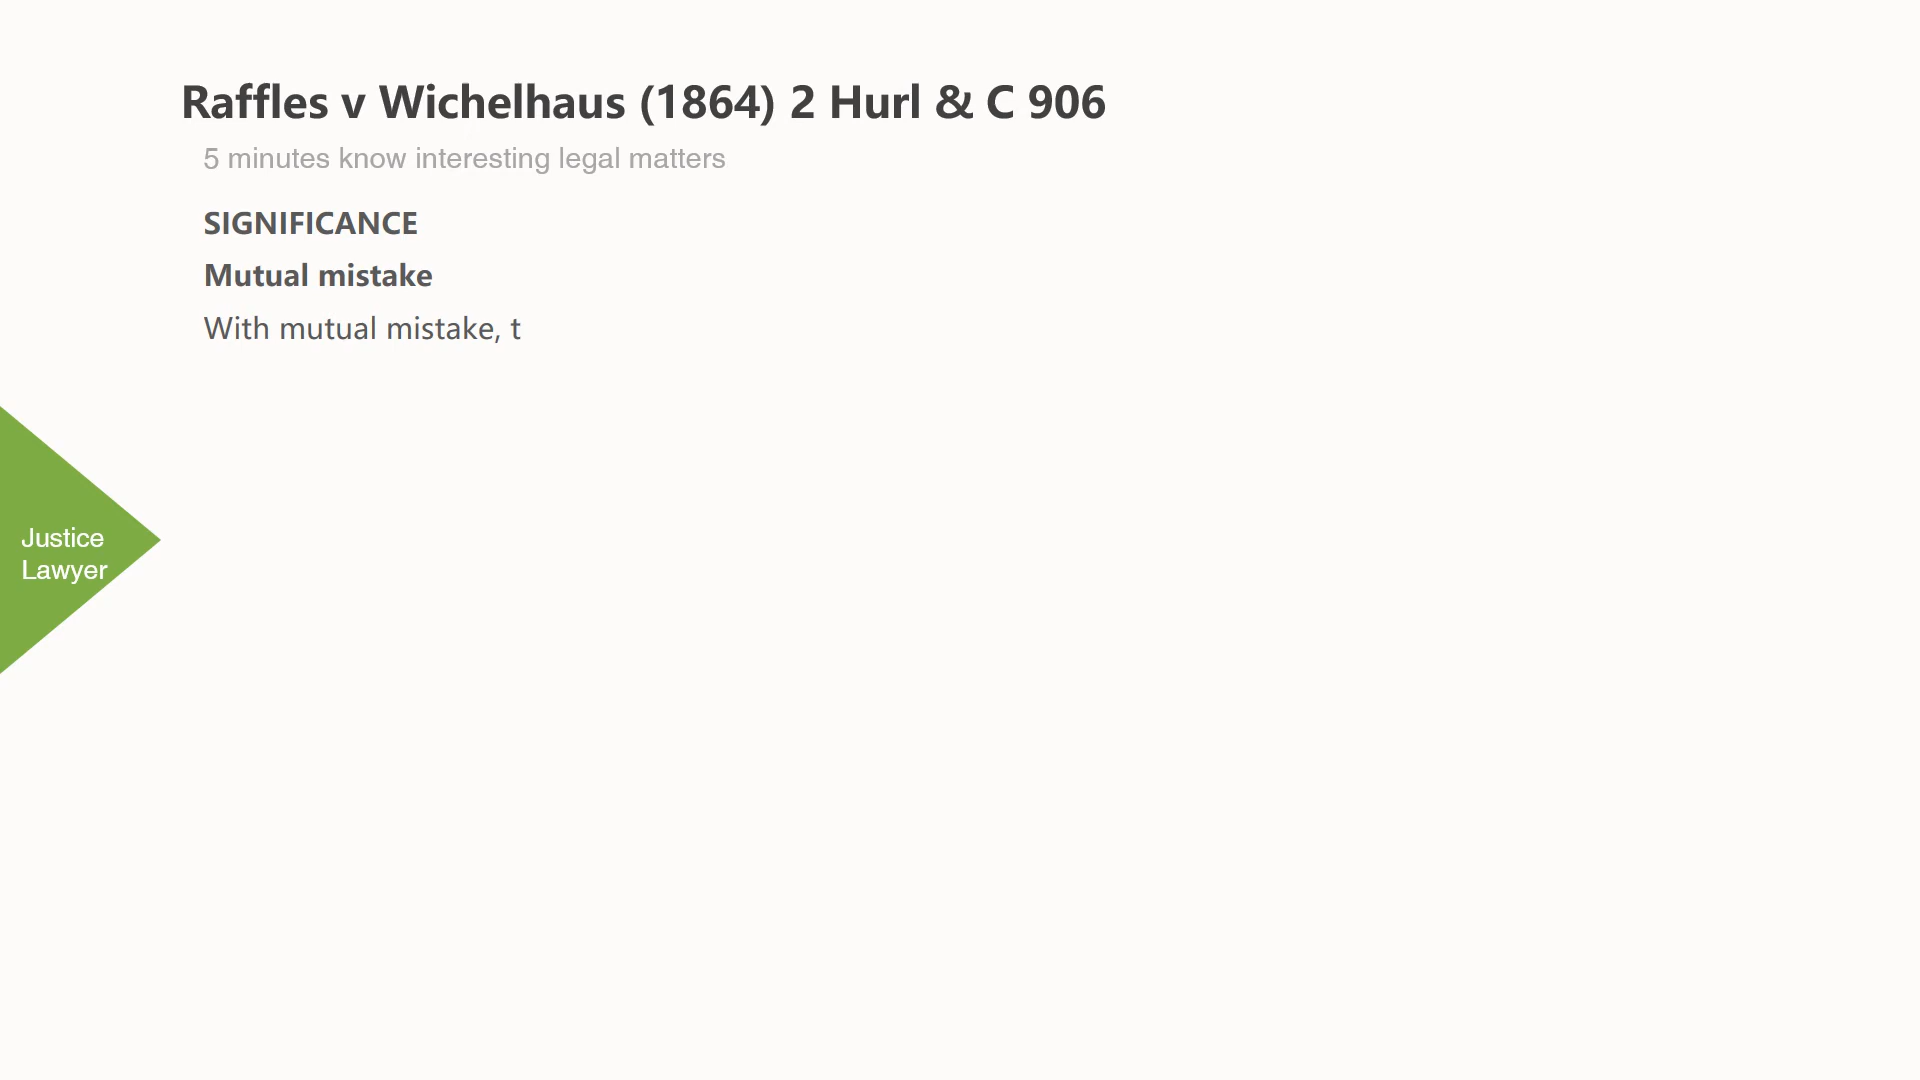 Raffles v Wichelhaus (1864) 2 Hurl & C 906
5 minutes know interesting legal matters
SIGNIFICANCE
Mutual mistake
With mutual mistake, t
Justice
Lawyer